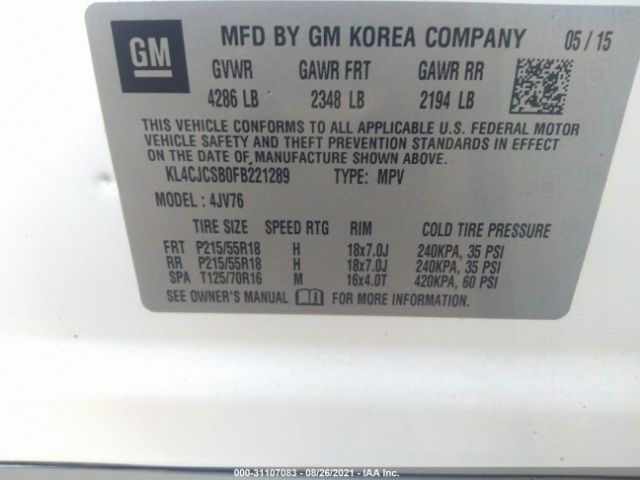 GM MFD BY GM KOREA COMPANY 05/15
GVWR GAWR FRT GAWR RR
4286 LB 2348 LB 2194 LB
THIS VEHICLE CONFORMS TO ALL APPLICABLE U.S. FEDERAL MOTOR
VEHICLE SAFETY AND THEFT PREVENTION STANDARDS IN EFFECT
ON THE DATE OF MANUFACTURE SHOWN ABOVE.
KL4CJCSB0FB221289 TYPE: MPV
MODEL: 4JV76
TIRE SIZE SPEED RTG RIM COLD TIRE PRESSURE
FRT P215/55R18 H 18x7.0J 240KPA, 35 PSI
RR P215/55R18 H 18x7.0J 240KPA, 35 PSI
SPA T125/70R16 M 16x4.0T 420KPA, 60 PSI
SEE OWNER'S MANUAL FOR MORE INFORMATION.
000-31107083 - 08/26/2021 - IAA Inc.